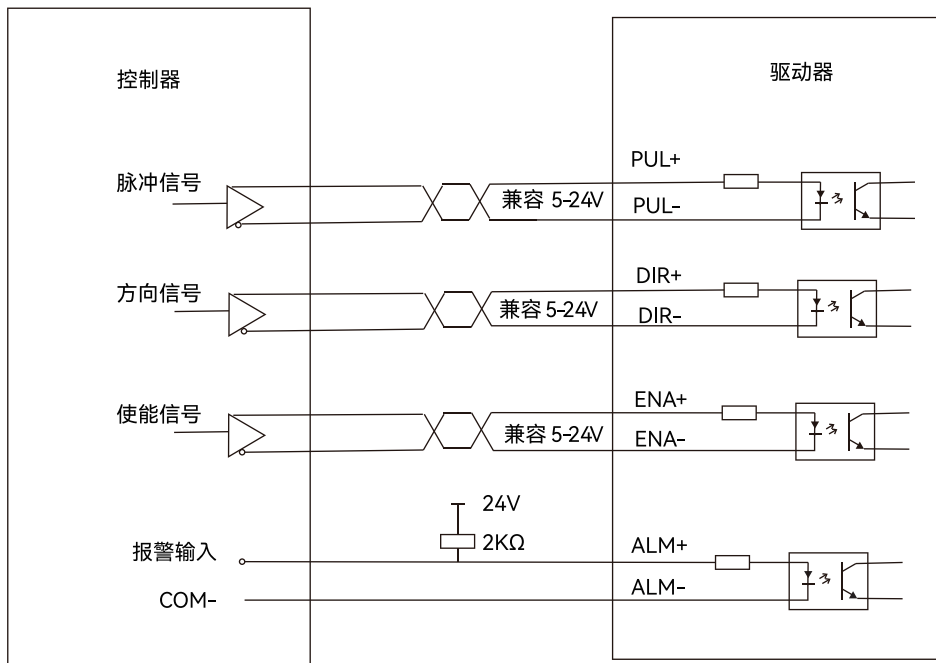 控制器
驱动器
脉冲信号
PUL+
兼容 5-24V
PUL-
方向信号
DIR+
兼容 5-24V
DIR-
使能信号
ENA+
兼容 5-24V
ENA-
24V
2KΩ
报警输入
ALM+
COM-
ALM-